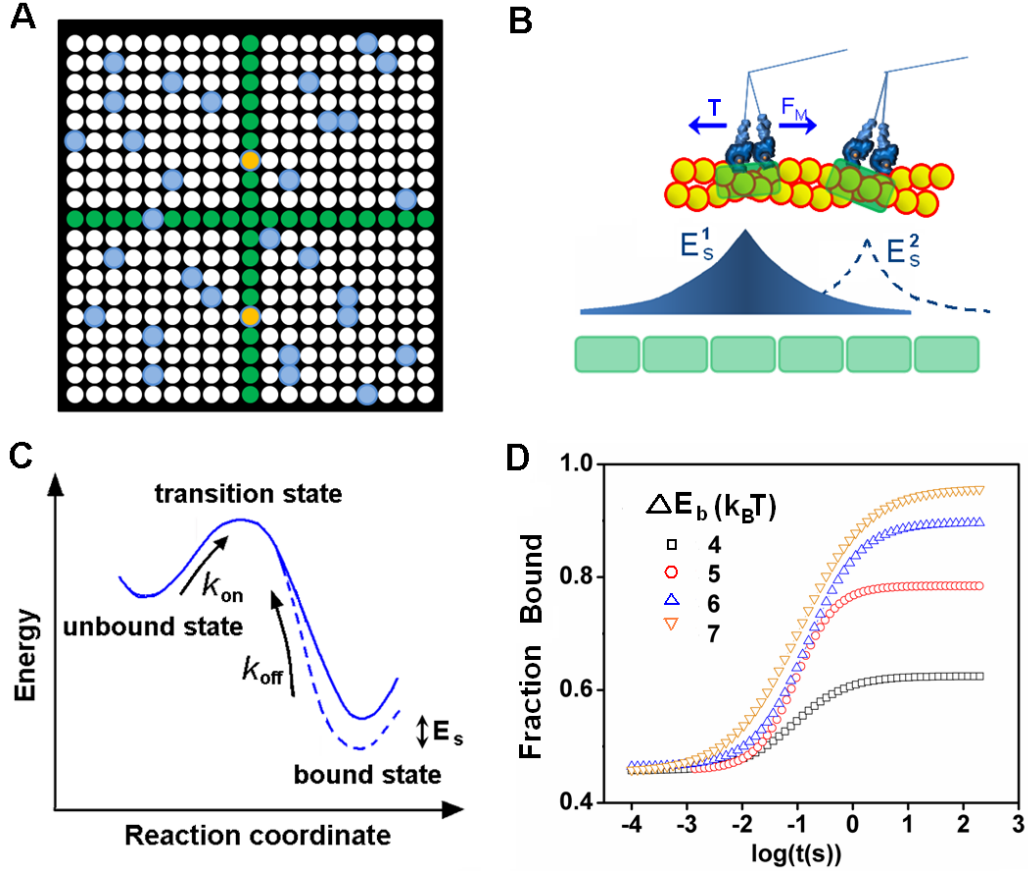 A
B
T
F_M
E_S^1
E_S^2
C
transition state
k_on
unbound state
k_off
E_s
bound state
Energy
Reaction coordinate
D
1.0
0.8
0.6
0.4
Fraction Bound
△E_b (k_BT)
4
5
6
7
-4 -3 -2 -1 0 1 2 3
log(t(s))